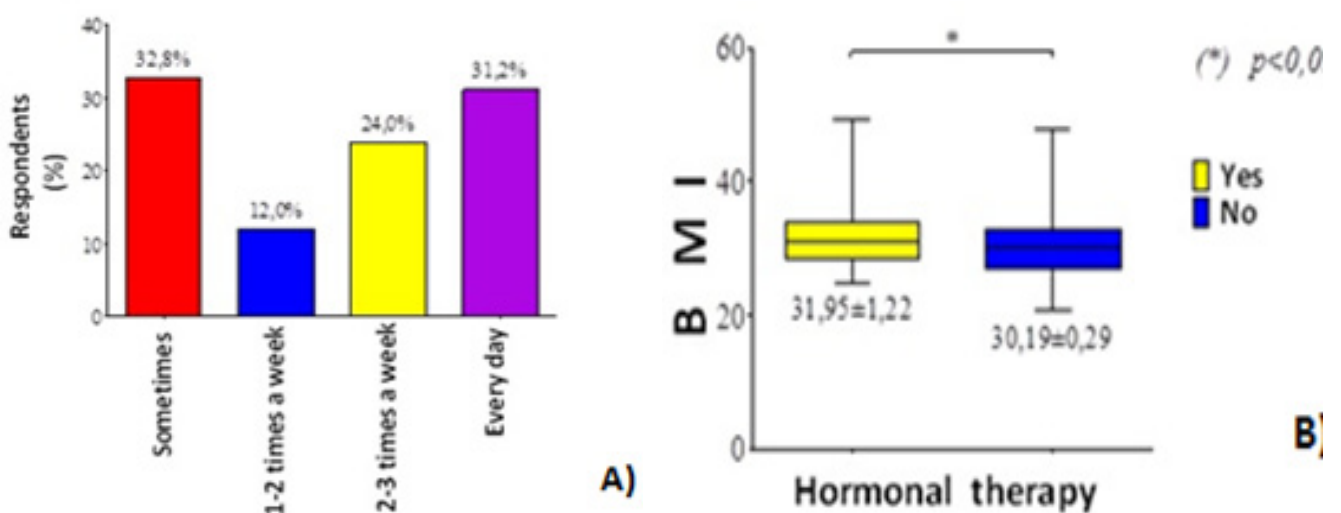 Respondents
(%)
40
30
20
10
0
32,8%
12,0%
24,0%
31,2%
Sometimes
1-2 times a week
2-3 times a week
Every day
A)
B M I
60
40
20
0
*
31,95±1,22
30,19±0,29
Hormonal therapy
(*) p<0,0
Yes
No
B)